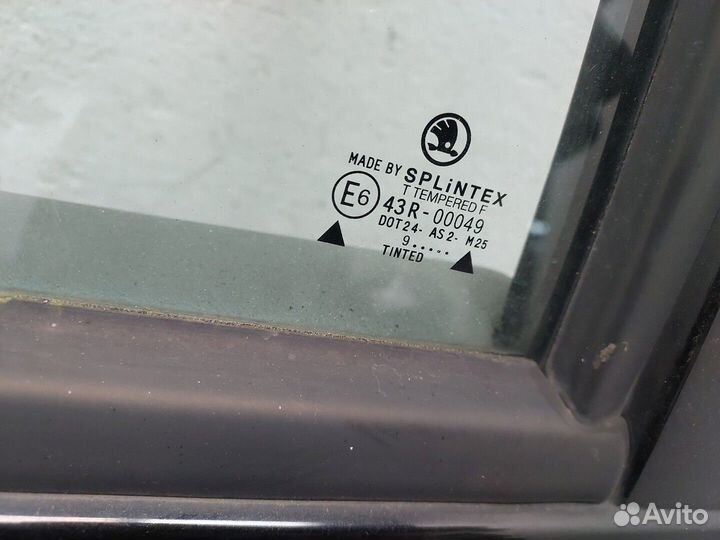 MADE BY SPLiNTEX
T TEMPERED F
E6 43R-00049
DOT24- AS2- M25
9.....
TINTED
Avito